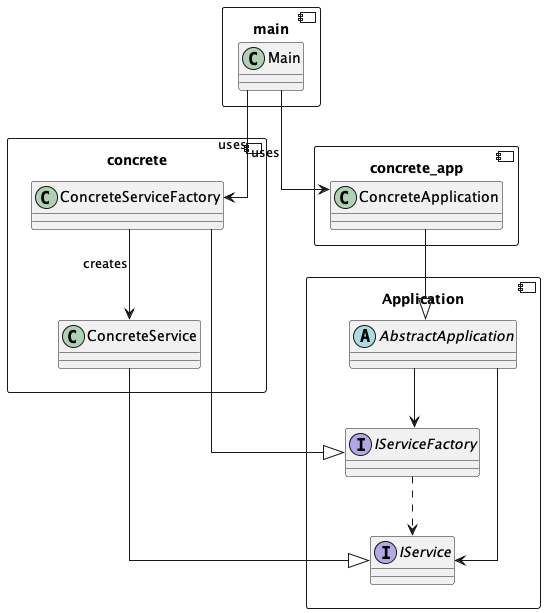 main
C Main
uses
uses
concrete
C ConcreteServiceFactory
concrete_app
C ConcreteApplication
creates
Application
C ConcreteService
A AbstractApplication
I IServiceFactory
I IService